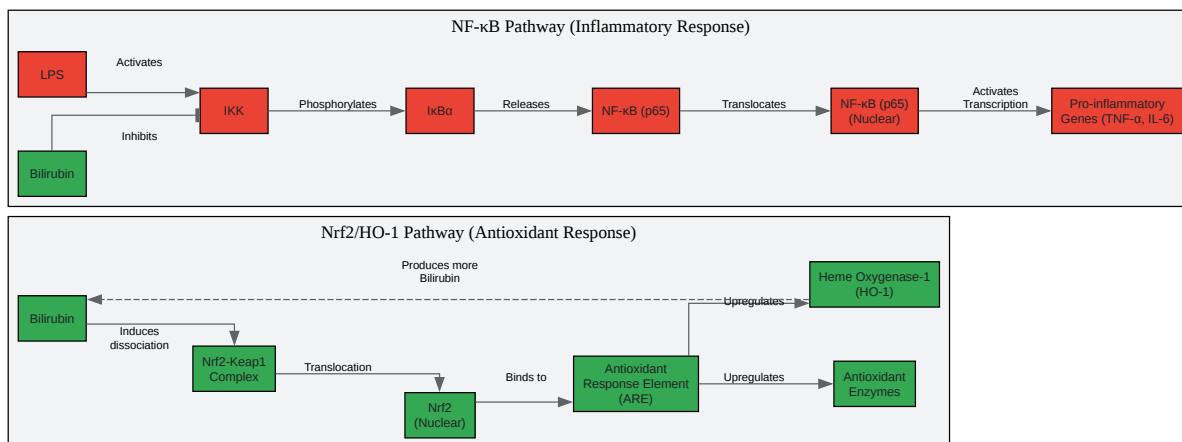 NF-κB Pathway (Inflammatory Response)
LPS
Activates
Bilirubin
Inhibits
IKK
Phosphorylates
IκBα
Releases
NF-κB (p65)
Translocates
NF-κB (p65)
(Nuclear)
Activates
Transcription
Pro-inflammatory
Genes (TNF-α, IL-6)
Nrf2/HO-1 Pathway (Antioxidant Response)
Bilirubin
Induces
dissociation
Nrf2-Keap1
Complex
Translocation
Nrf2
(Nuclear)
Binds to
Antioxidant
Response Element
(ARE)
Upregulates
Heme Oxygenase-1
(HO-1)
Produces more
Bilirubin
Upregulates
Antioxidant
Enzymes